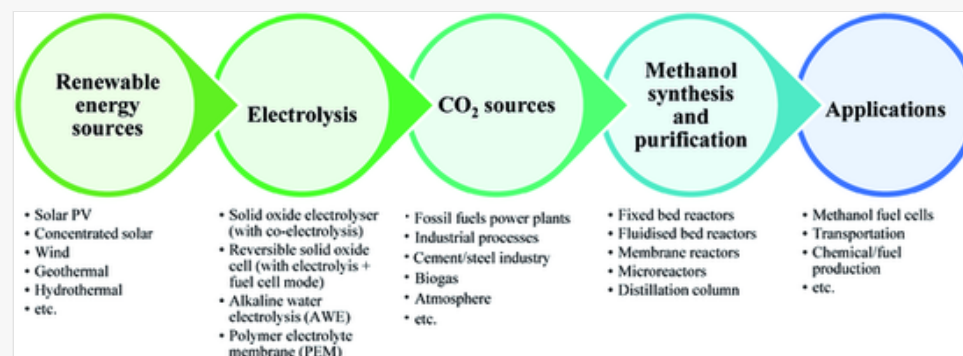 Renewable
energy
sources
Electrolysis
CO₂ sources
Methanol
synthesis
and
purification
Applications
• Solar PV
• Concentrated solar
• Wind
• Geothermal
• Hydrothermal
• etc.
• Solid oxide electrolyser
(with co-electrolysis)
• Reversible solid oxide
cell (with electrolyis +
fuel cell mode)
• Alkaline water
electrolysis (AWE)
• Polymer electrolyte
membrane (PEM)
• Fossil fuels power plants
• Industrial processes
• Cement/steel industry
• Biogas
• Atmosphere
• etc.
• Fixed bed reactors
• Fluidised bed reactors
• Membrane reactors
• Microreactors
• Distillation column
• Methanol fuel cells
• Transportation
• Chemical/fuel
production
• etc.